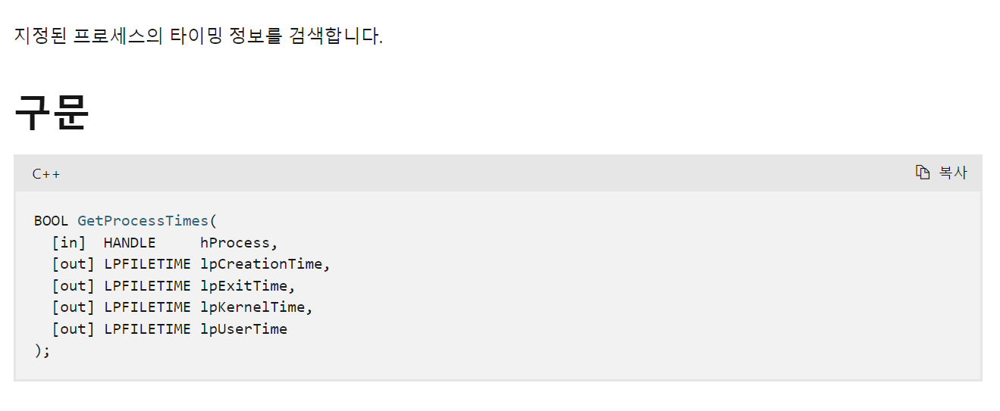 지정된 프로세스의 타이밍 정보를 검색합니다.
구문
C++
복사
BOOL GetProcessTimes(
  [in]  HANDLE     hProcess,
  [out] LPFILETIME lpCreationTime,
  [out] LPFILETIME lpExitTime,
  [out] LPFILETIME lpKernelTime,
  [out] LPFILETIME lpUserTime
);